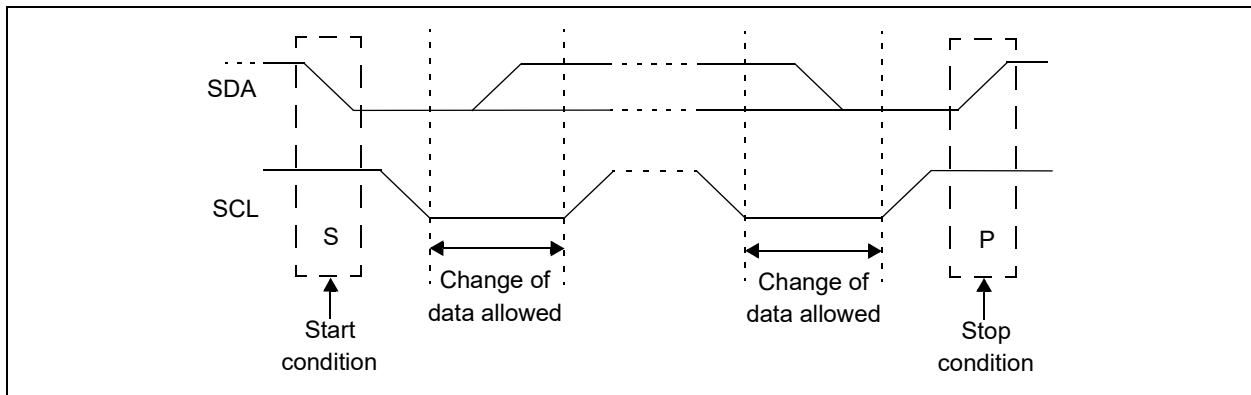 SDA
SCL
S
P
Change of
data allowed
Change of
data allowed
Start
condition
Stop
condition